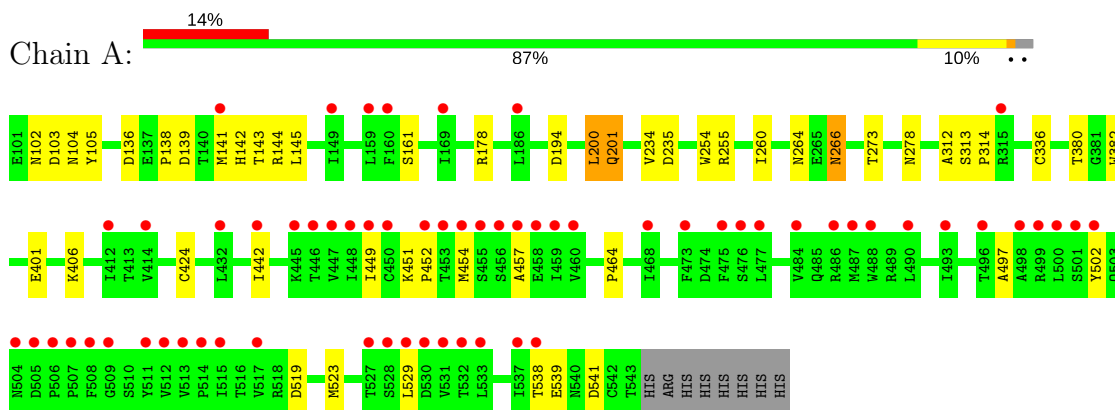 14%
Chain A:
87% 10% • •
E101 N102 D103 N104 Y105 D136 E137 P138 D139 T140 M141 H142 T143 R144 L145 I149 L159 F160 S161 I169 R178 L186 D194 L200 Q201 V234 D235 W254 R255 I260 N264 E265 N266 T273 N278 A312 S313 P314 R315 C336 T380 G381 W382
E401 K406 I412 T413 V414 C424 L432 I442 K445 T446 V447 I448 I449 C450 K451 P452 T453 M454 S455 S456 A457 E458 I459 V460 P464 I468 F473 D474 F475 S476 L477 V484 Q485 R486 M487 W488 R489 L490 I493 T496 A497 A498 R499 L500 S501 Y502 D503
N504 D505 P506 P507 F508 G509 S510 Y511 V512 V513 P514 I515 T516 V517 R518 D519 M523 T527 S528 L529 D530 V531 T532 L533 I537 T538 E539 N540 D541 C542 T543 HIS ARG HIS HIS HIS HIS HIS HIS